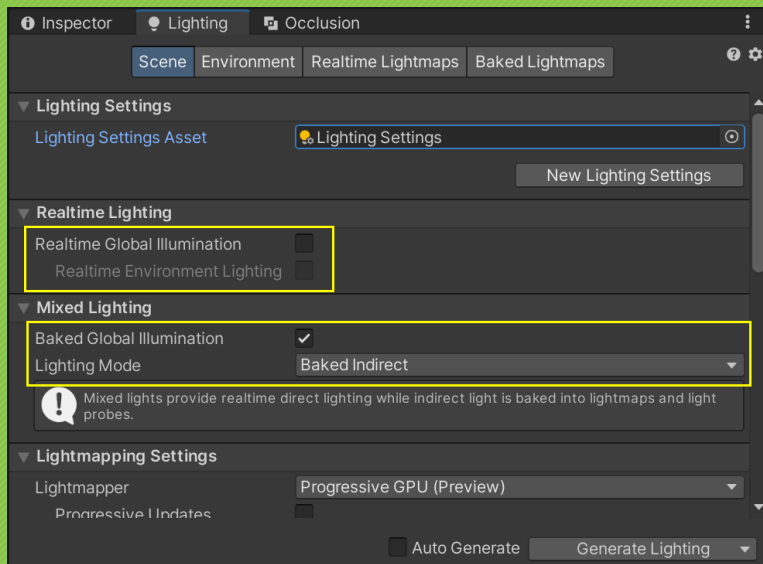 Inspector Lighting Occlusion
Scene Environment Realtime Lightmaps Baked Lightmaps
Lighting Settings
Lighting Settings Asset Lighting Settings
New Lighting Settings
Realtime Lighting
Realtime Global Illumination
Realtime Environment Lighting
Mixed Lighting
Baked Global Illumination
Lighting Mode Baked Indirect
Mixed lights provide realtime direct lighting while indirect light is baked into lightmaps and light
probes.
Lightmapping Settings
Lightmapper Progressive GPU (Preview)
Progressive Updates
Auto Generate Generate Lighting